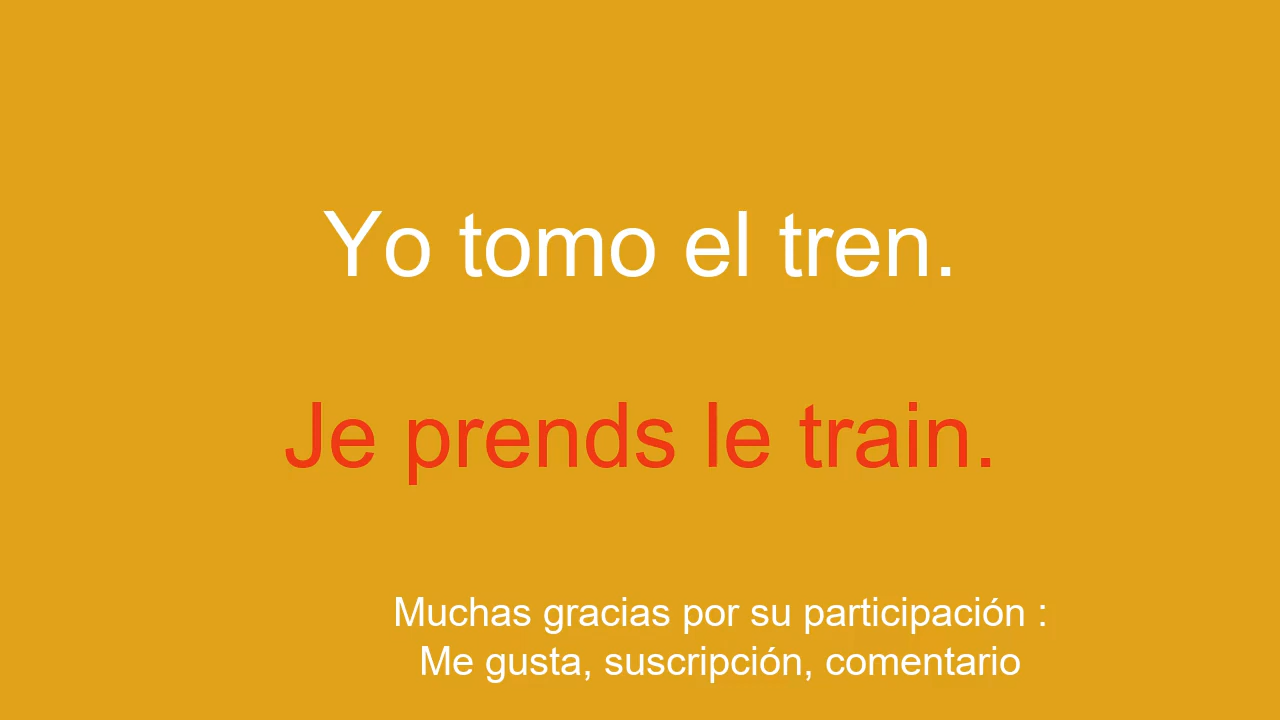 Yo tomo el tren.
Je prends le train.
Muchas gracias por su participación :
Me gusta, suscripción, comentario